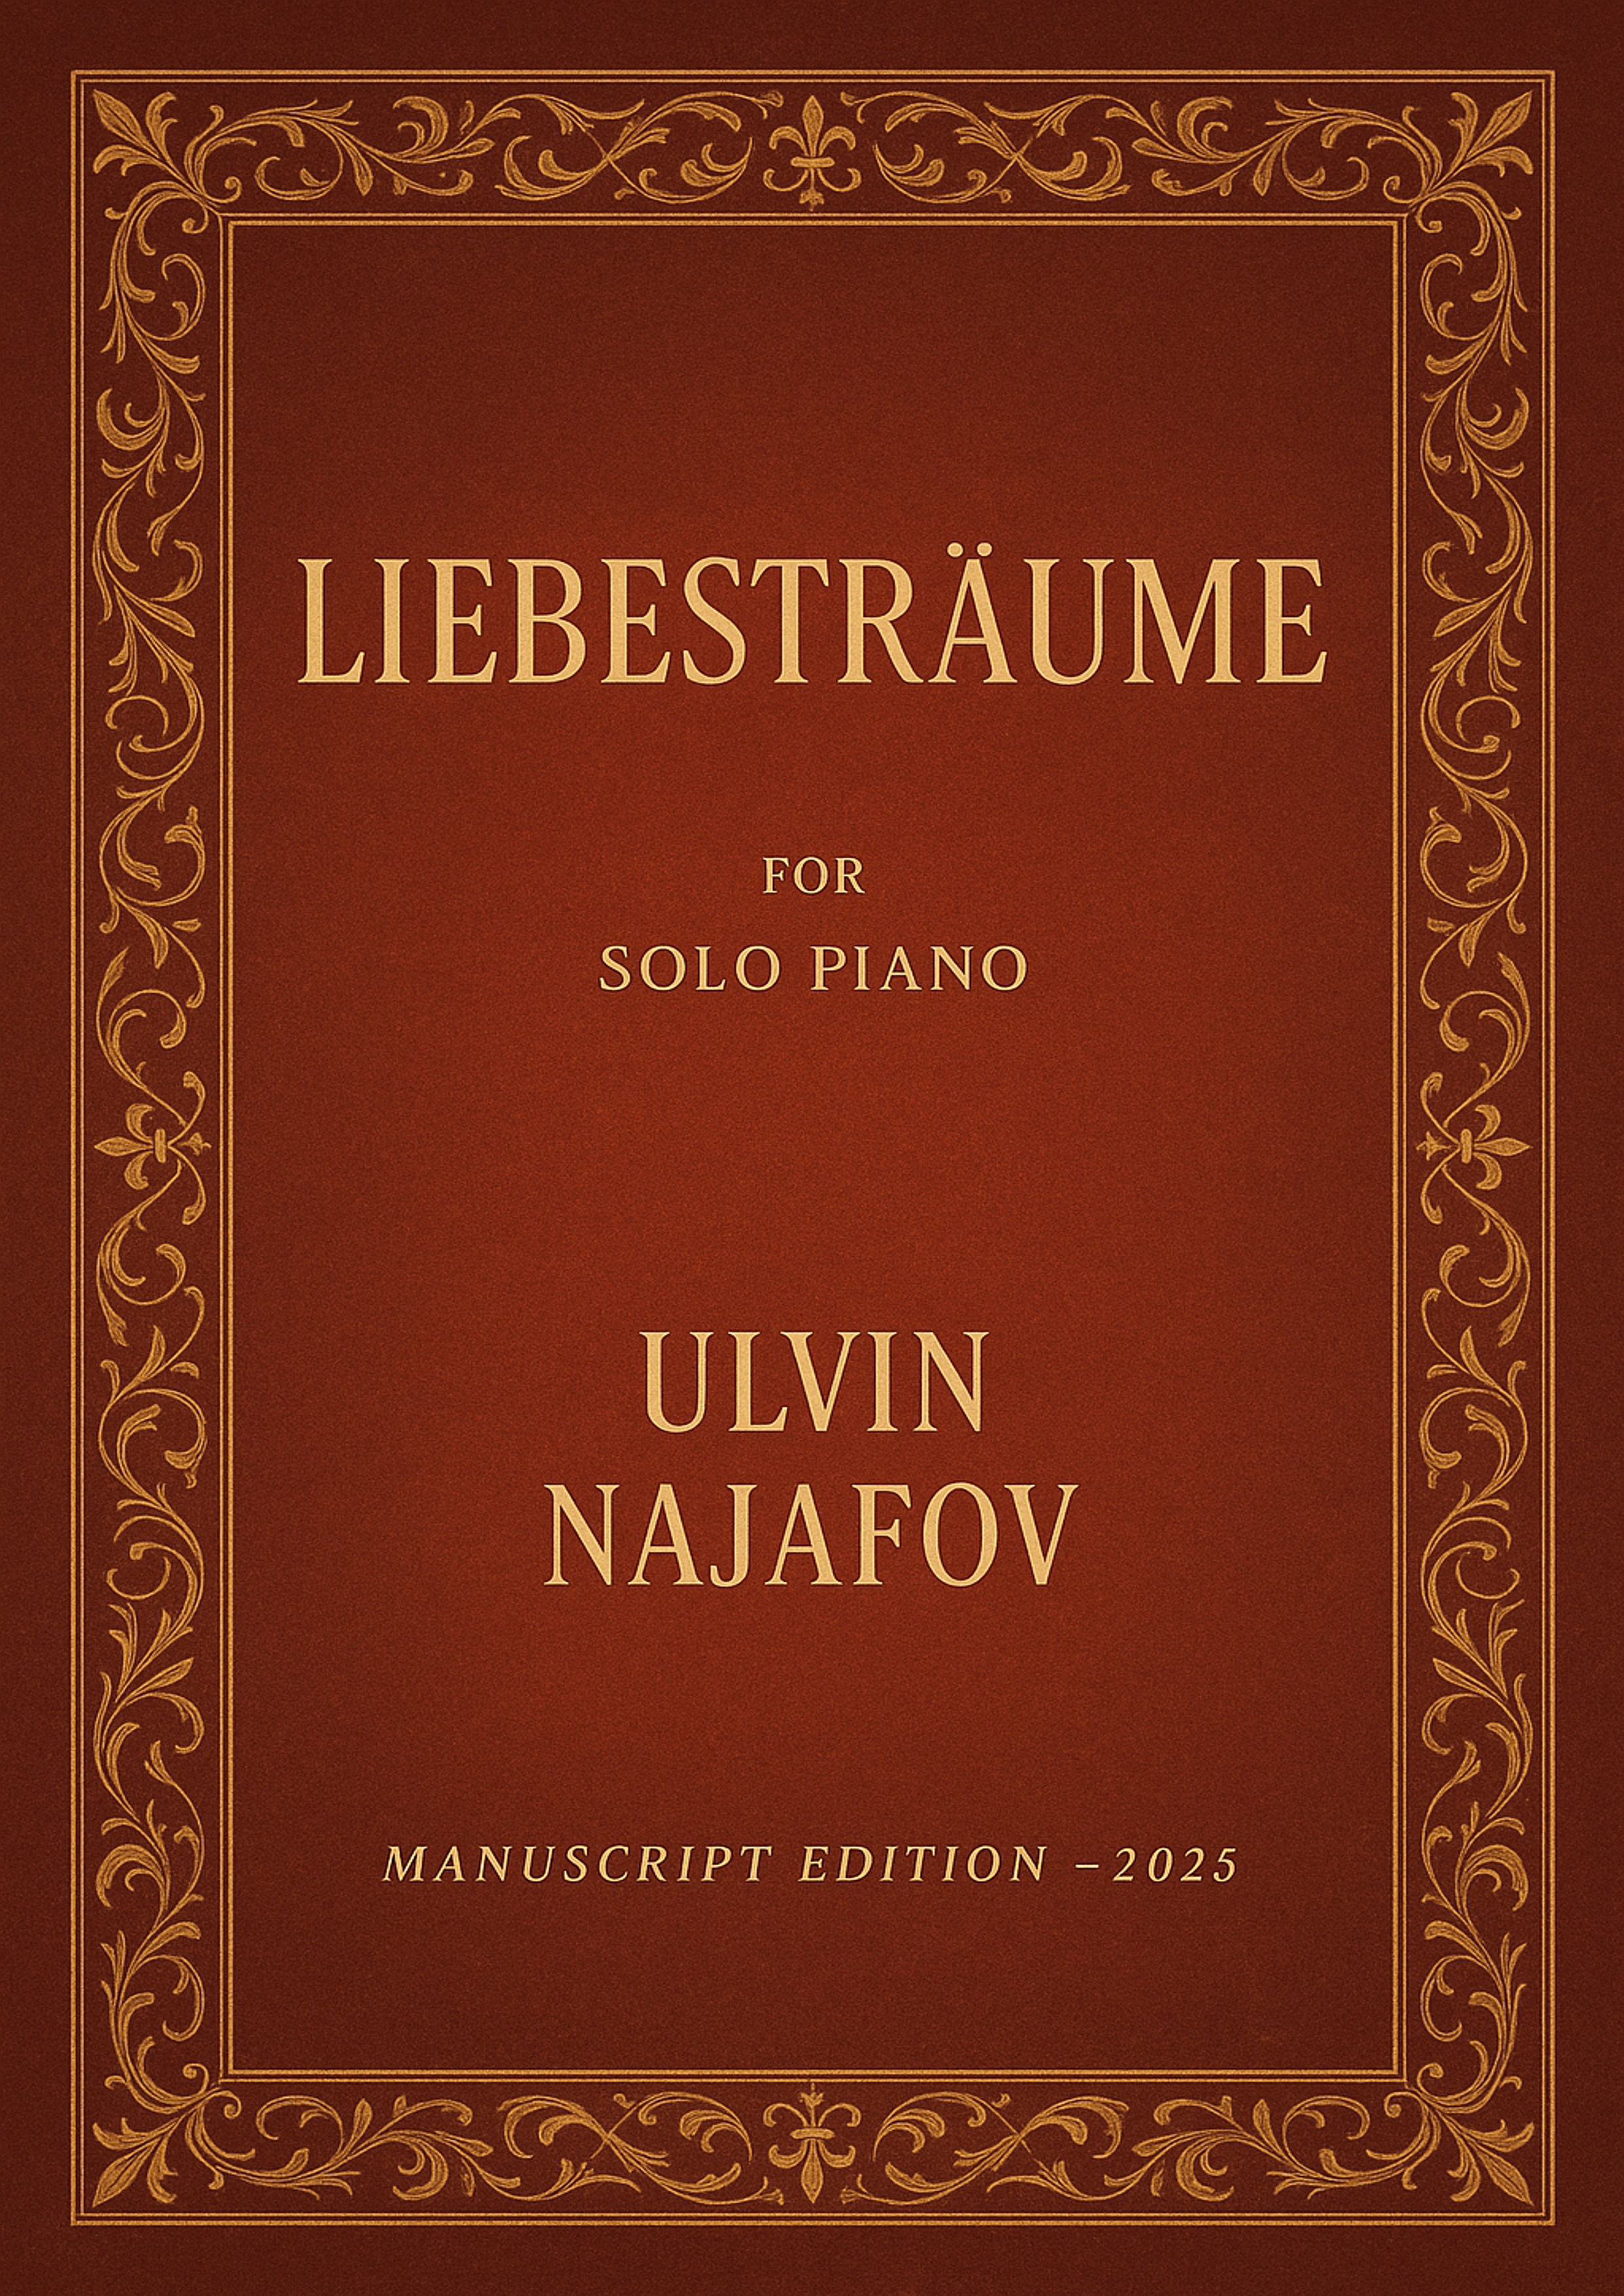 LIEBESTRÄUME
FOR
SOLO PIANO
ULVIN
NAJAFOV
MANUSCRIPT EDITION – 2025